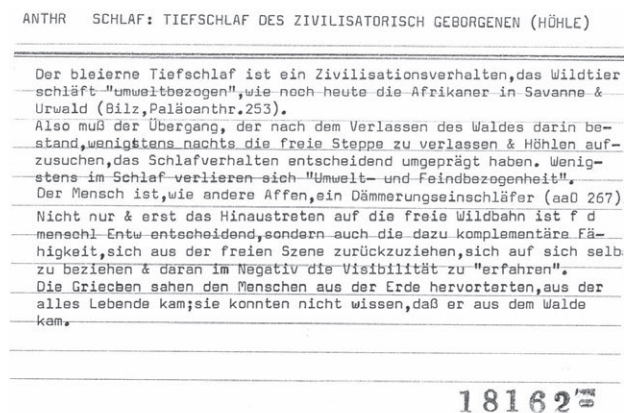 ANTHR SCHLAF: TIEFSCHLAF DES ZIVILISATORISCH GEBORGENEN (HÖHLE)
Der bleierne Tiefschlaf ist ein Zivilisationsverhalten,das Wildtier
schläft "umweltbezogen",wie noch heute die Afrikaner in Savanne &
Urwald (Bilz,Paläoanthr.253).
Also muß der Übergang, der nach dem Verlassen des Waldes darin be-
stand,wenigstens nachts die freie Steppe zu verlassen & Höhlen auf-
zusuchen,das Schlafverhalten entscheidend umgeprägt haben. Wenig-
stens im Schlaf verlieren sich "Umwelt- und Feindbezogenheit".
Der Mensch ist,wie andere Affen,ein Dämmerungseinschläfer (aaO 267)
Nicht nur & erst das Hinaustreten auf die freie Wildbahn ist f d
menschl Entw entscheidend,sondern auch die dazu komplementäre Fä-
higkeit,sich aus der freien Szene zurückzuziehen,sich auf sich selb
zu beziehen & daran im Negativ die Visibilität zu "erfahren".
Die Griechen sahen den Menschen aus der Erde hervorterten,aus der
alles Lebende kam;sie konnten nicht wissen,daß er aus dem Walde
kam.
18162